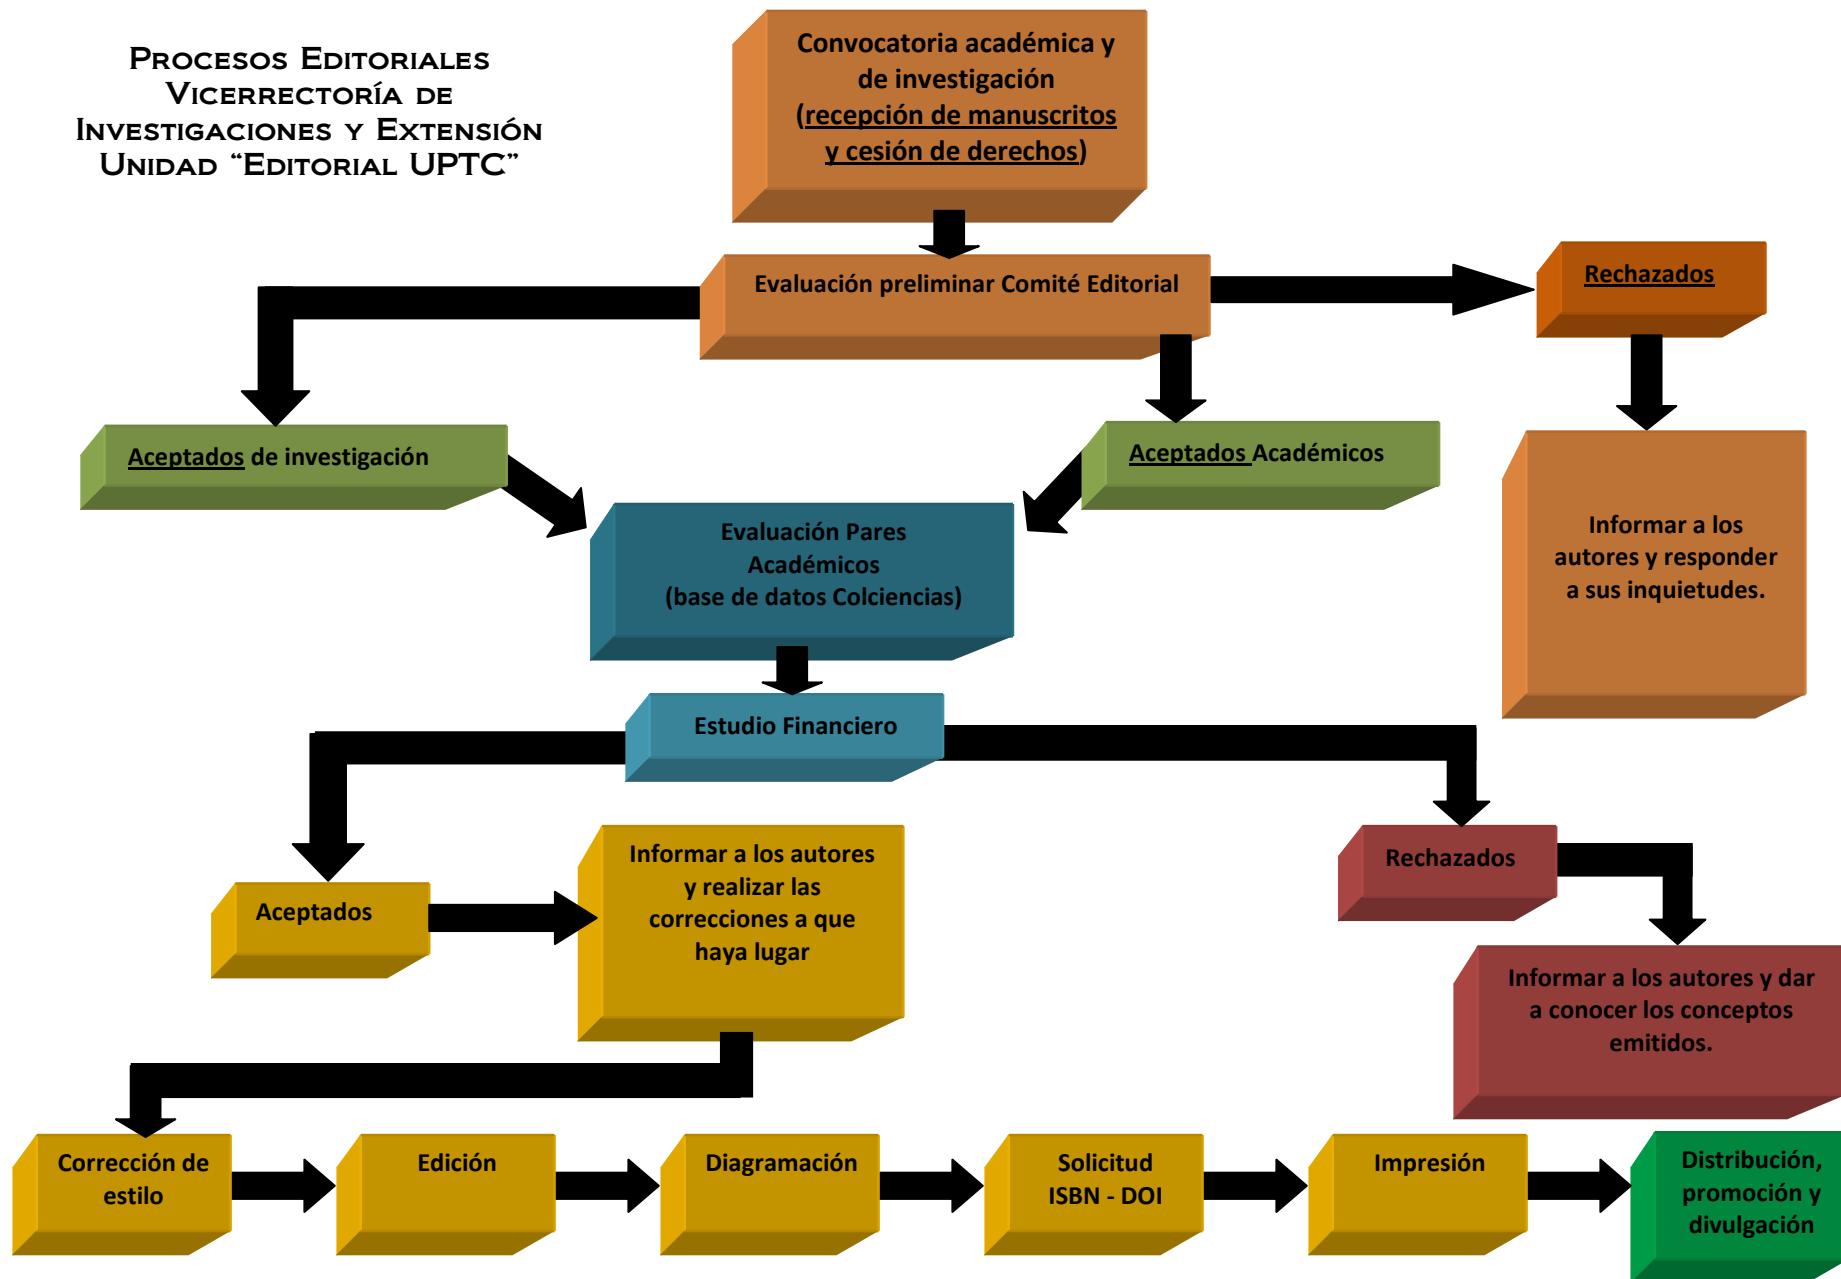 Procesos Editoriales
Vicerrectoría de
Investigaciones y Extensión
Unidad “Editorial UPTC”
Convocatoria académica y
de investigación
(recepción de manuscritos
y cesión de derechos)
Evaluación preliminar Comité Editorial
Rechazados
Aceptados de investigación
Aceptados Académicos
Evaluación Pares
Académicos
(base de datos Colciencias)
Informar a los
autores y responder
a sus inquietudes.
Estudio Financiero
Aceptados
Informar a los autores
y realizar las
correcciones a que
haya lugar
Rechazados
Informar a los autores y dar
a conocer los conceptos
emitidos.
Corrección de
estilo
Edición
Diagramación
Solicitud
ISBN - DOI
Impresión
Distribución,
promoción y
divulgación